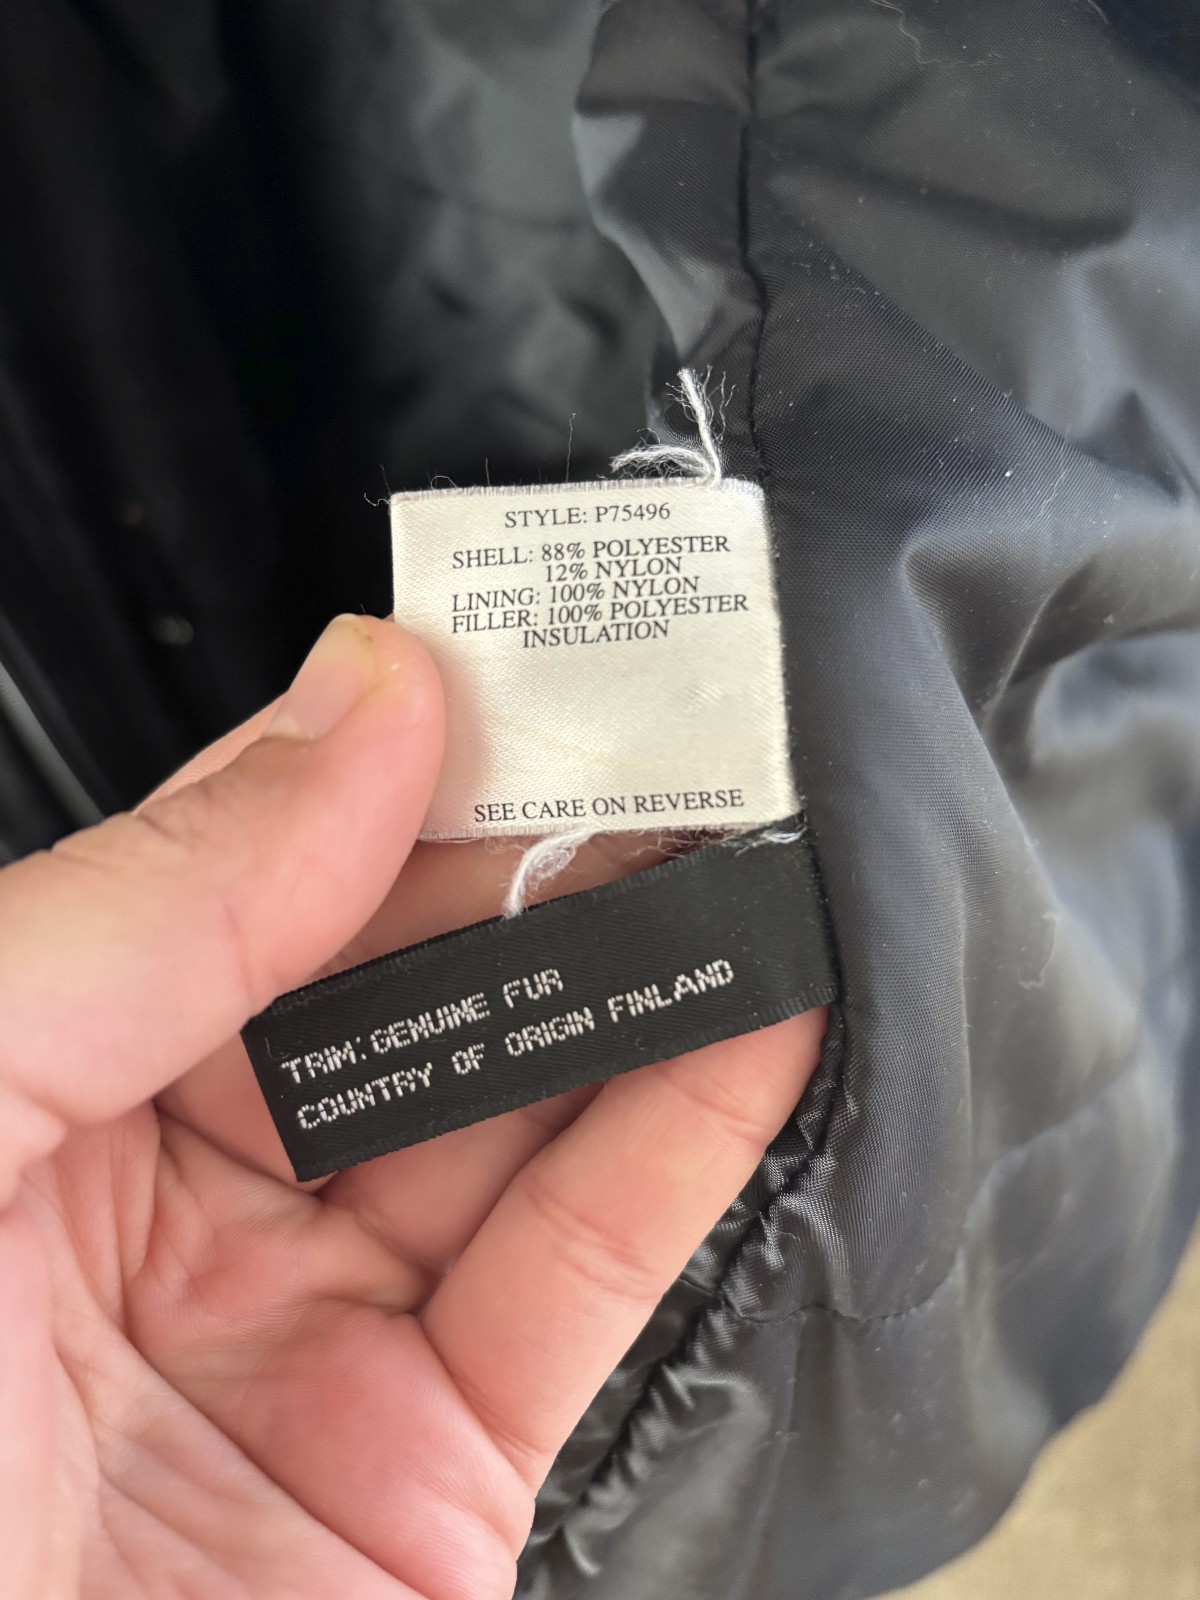 STYLE: P75496
SHELL: 88% POLYESTER
12% NYLON
LINING: 100% NYLON
FILLER: 100% POLYESTER
INSULATION
SEE CARE ON REVERSE
TRIM: GENUINE FUR
COUNTRY OF ORIGIN FINLAND